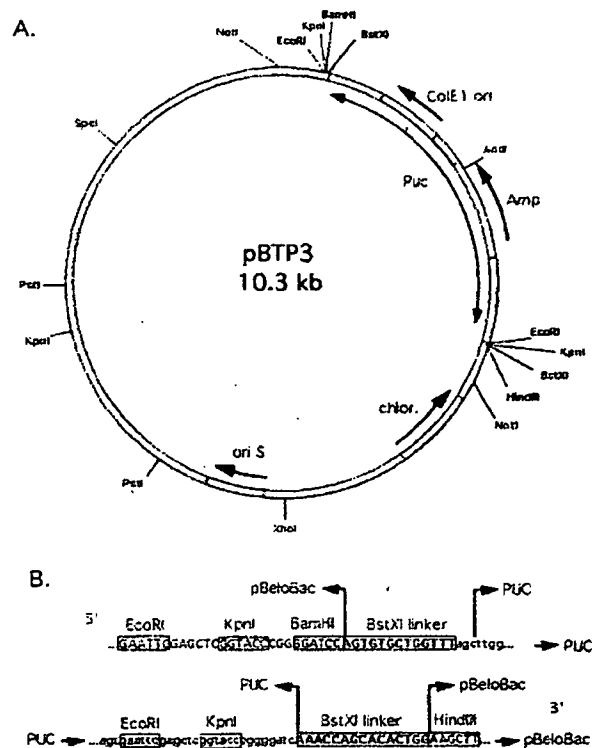 A.
NotI
EcoRI
KpnI
BamHI
BstXI
ColE1 ori
Puc
Amp
SpeI
pBTP3
10.3 kb
PstI
KpnI
EcoRI
KpnI
BstXI
HindIII
NotI
chlor.
ori S
PstI
XhoI
B.
pBeloBac PUC
5' EcoRI KpnI BamHI BstXI linker
...GAATTCGAGCTCGGTACCCGGGGATCCAGTGTGCTGGTTTagcttgg... PUC
PUC pBeloBac
EcoRI KpnI BstXI linker HindIII 3'
PUC ...agtgaattcgagctcggtacccggggatcAAACCAGCACACTGGAAGCTT... pBeloBac